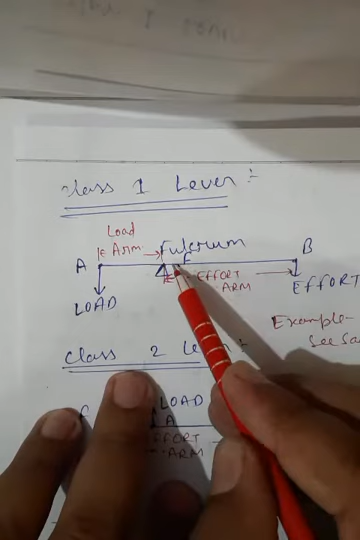 Class 1 Lever :-
Load
Arm
Fulcrum
A F B
EFFORT
ARM
LOAD
EFFORT
Example-
See Sa
Class 2 Le
LOAD
A
EFFORT
ARM